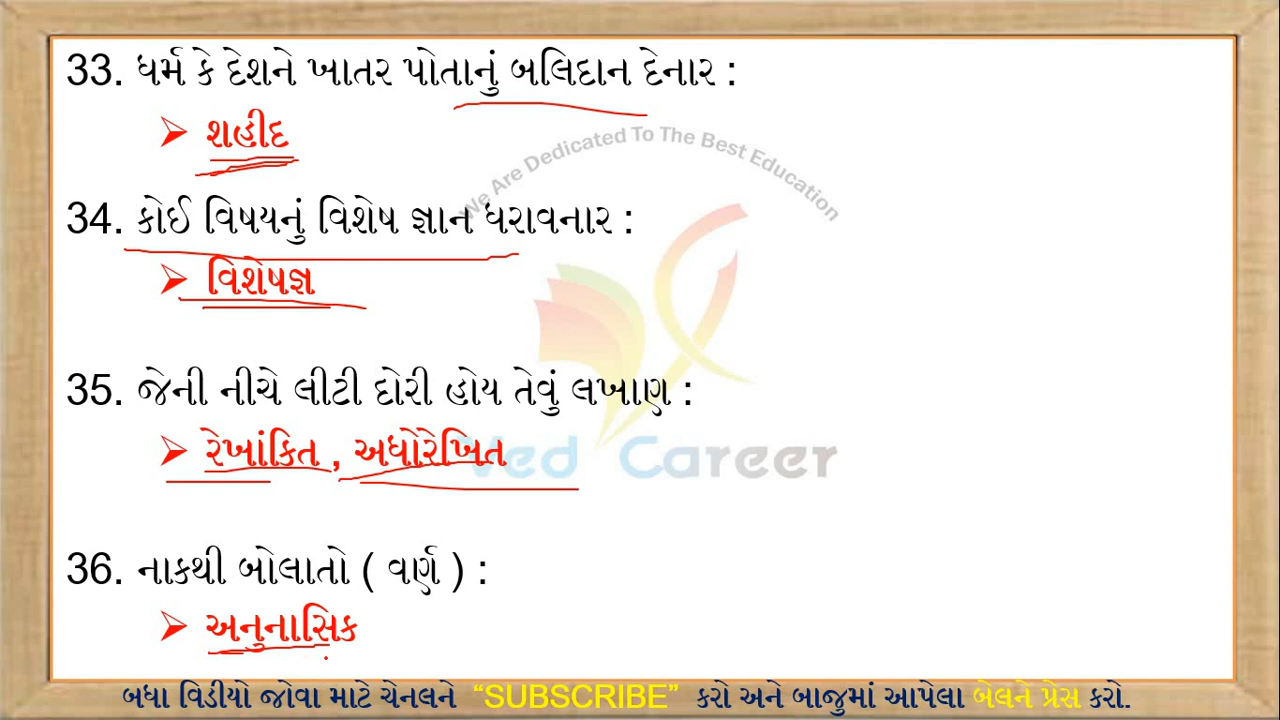 33. ધર્મ કે દેશને ખાતર પોતાનું બલિદાન દેનાર :
➤ શહીદ
We Are Dedicated To The Best Education
34. કોઈ વિષયનું વિશેષ જ્ઞાન ધરાવનાર :
➤ વિશેષજ્ઞ
35. જેની નીચે લીટી દોરી હોય તેવું લખાણ :
➤ રેખાંકિત , અધોરેખિત
Ved Career
36. નાકથી બોલાતો ( વર્ણ ) :
➤ અનુનાસિક
બધા વિડીયો જોવા માટે ચેનલને “SUBSCRIBE” કરો અને બાજુમાં આપેલા બેલને પ્રેસ કરો.